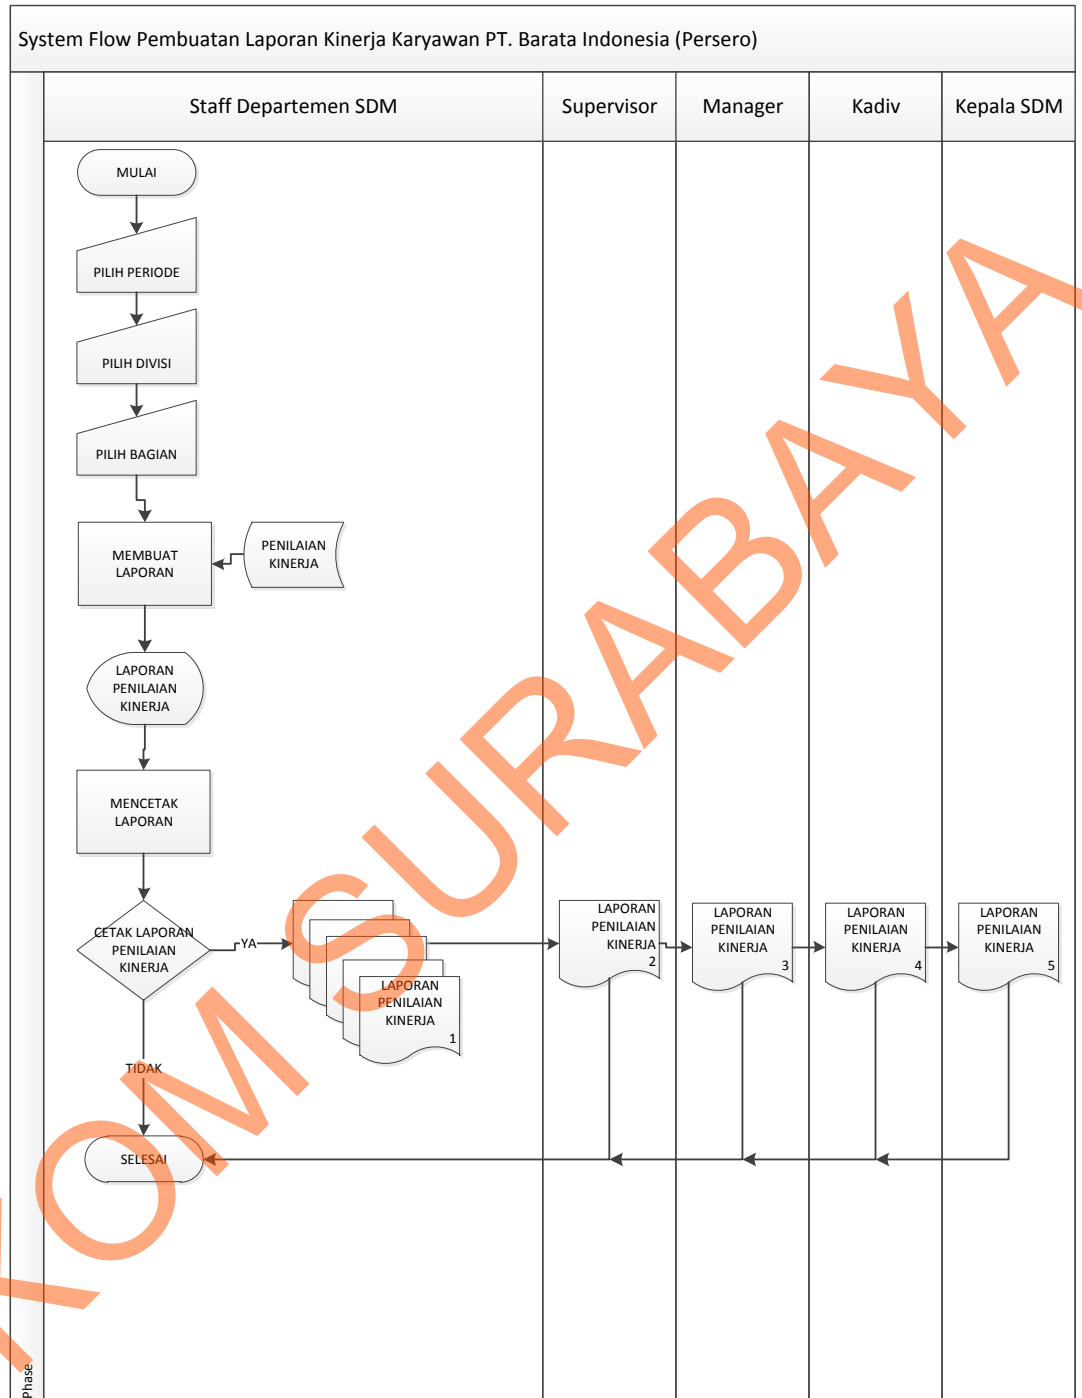 System Flow Pembuatan Laporan Kinerja Karyawan PT. Barata Indonesia (Persero)
Staff Departemen SDM
Supervisor
Manager
Kadiv
Kepala SDM
MULAI
PILIH PERIODE
PILIH DIVISI
PILIH BAGIAN
MEMBUAT
LAPORAN
PENILAIAN
KINERJA
LAPORAN
PENILAIAN
KINERJA
MENCETAK
LAPORAN
CETAK LAPORAN
PENILAIAN
KINERJA
YA
TIDAK
LAPORAN
PENILAIAN
KINERJA
1
LAPORAN
PENILAIAN
KINERJA
2
LAPORAN
PENILAIAN
KINERJA
3
LAPORAN
PENILAIAN
KINERJA
4
LAPORAN
PENILAIAN
KINERJA
5
SELESAI
Phase
KOM SURABAYA